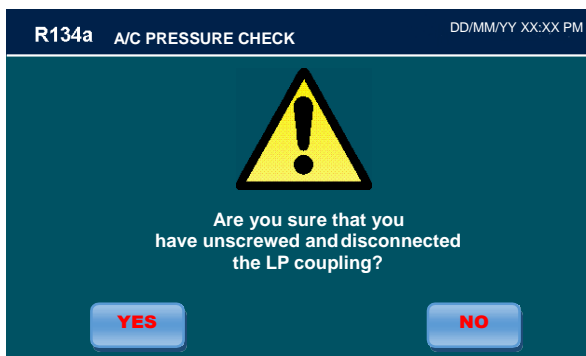 R134a A/C PRESSURE CHECK DD/MM/YY XX:XX PM
Are you sure that you
have unscrewed and disconnected
the LP coupling?
YES NO